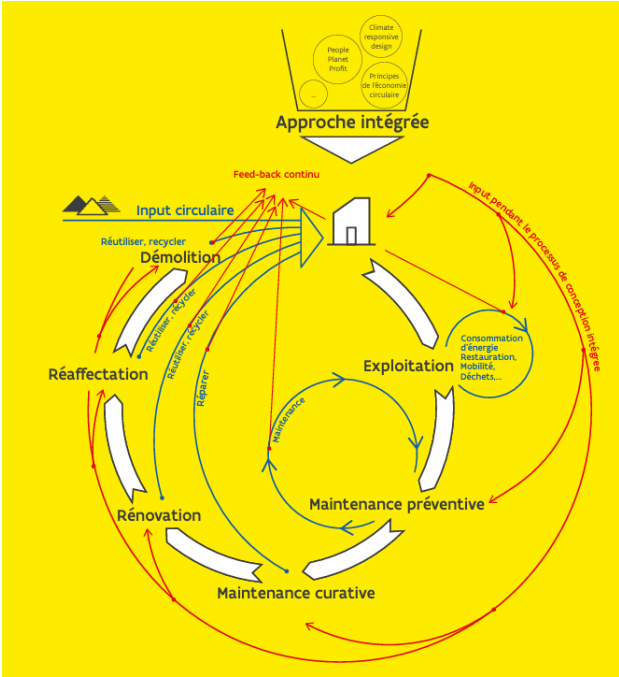 Climate
responsive
design
People
Planet
Profit
Principes
de l'économie
circulaire
...
Approche intégrée
Feed-back continu
Input pendant le processus de conception intégrée
Input circulaire
Réutiliser, recycler
Démolition
Réutiliser, recycler
Réutiliser, recycler
Consommation
d'énergie
Restauration,
Mobilité,
Déchets,...
Exploitation
Réaffectation
Réparer
Maintenance
Maintenance préventive
Rénovation
Maintenance curative